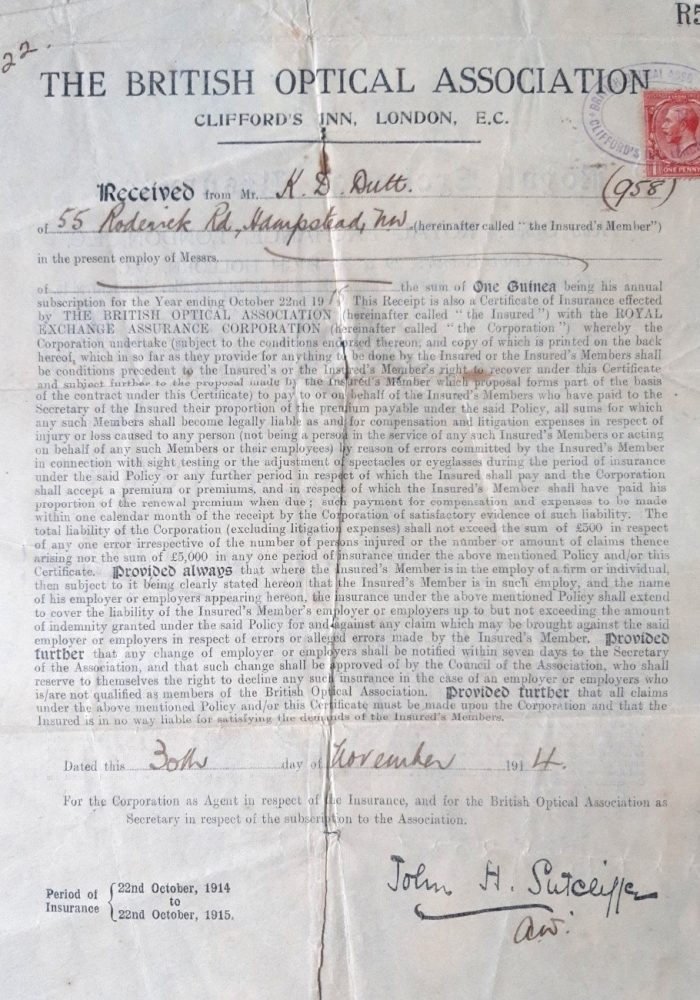 R5
22.
THE BRITISH OPTICAL ASSOCIATION
CLIFFORD'S INN, LONDON, E.C.
BRITISH OPTICAL ASSO
CLIFFORD'S
ONE PENNY
Received from Mr. K. D. Dutt. (958)
of 55 Roderick Rd, Hampstead, NW. (hereinafter called "the Insured's Member")
in the present employ of Messrs.
of the sum of One Guinea being his annual
subscription for the Year ending October 22nd 191 This Receipt is also a Certificate of Insurance effected
by THE BRITISH OPTICAL ASSOCIATION (hereinafter called "the Insured") with the ROYAL
EXCHANGE ASSURANCE CORPORATION (hereinafter called "the Corporation") whereby the
Corporation undertake (subject to the conditions endorsed thereon; and copy of which is printed on the back
hereof, which in so far as they provide for anything to be done by the Insured or the Insured's Members shall
be conditions precedent to the Insured's or the Insured's Member's right to recover under this Certificate
and subject further to the proposal made by the Insured's Member which proposal forms part of the basis
of the contract under this Certificate) to pay to or on behalf of the Insured's Members who have paid to the
Secretary of the Insured their proportion of the premium payable under the said Policy, all sums for which
any such Members shall become legally liable as and for compensation and litigation expenses in respect of
injury or loss caused to any person (not being a person in the service of any such Insured's Members or acting
on behalf of any such Members or their employees) by reason of errors committed by the Insured's Member
in connection with sight testing or the adjustment of spectacles or eyeglasses during the period of insurance
under the said Policy or any further period in respect of which the Insured shall pay and the Corporation
shall accept a premium or premiums, and in respect of which the Insured's Member shall have paid his
proportion of the renewal premium when due; such payment for compensation and expenses to be made
within one calendar month of the receipt by the Corporation of satisfactory evidence of such liability. The
total liability of the Corporation (excluding litigation expenses) shall not exceed the sum of £500 in respect
of any one error irrespective of the number of persons injured or the number or amount of claims thence
arising nor the sum of £5,000 in any one period of insurance under the above mentioned Policy and/or this
Certificate. Provided always that where the Insured's Member is in the employ of a firm or individual,
then subject to it being clearly stated hereon that the Insured's Member is in such employ, and the name
of his employer or employers appearing hereon, the insurance under the above mentioned Policy shall extend
to cover the liability of the Insured's Member's employer or employers up to but not exceeding the amount
of indemnity granted under the said Policy for and against any claim which may be brought against the said
employer or employers in respect of errors or alleged errors made by the Insured's Member. Provided
further that any change of employer or employers shall be notified within seven days to the Secretary
of the Association, and that such change shall be approved of by the Council of the Association, who shall
reserve to themselves the right to decline any such insurance in the case of an employer or employers who
is/are not qualified as members of the British Optical Association. Provided further that all claims
under the above mentioned Policy and/or this Certificate must be made upon the Corporation and that the
Insured is in no way liable for satisfying the demands of the Insured's Members.
Dated this 30th day of November 1914.
For the Corporation as Agent in respect of the Insurance, and for the British Optical Association as
Secretary in respect of the subscription to the Association.
John H. Sutcliffe
aw.
Period of Insurance { 22nd October, 1914
to
22nd October, 1915.